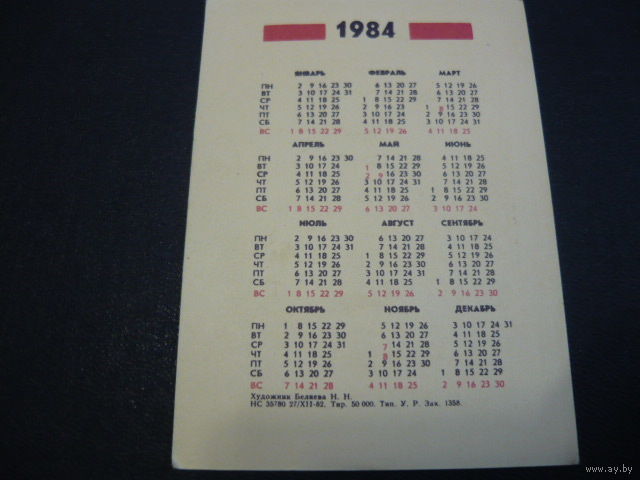 1984
ЯНВАРЬ ФЕВРАЛЬ МАРТ
ПН 2 9 16 23 30 6 13 20 27 5 12 19 26
ВТ 3 10 17 24 31 7 14 21 28 6 13 20 27
СР 4 11 18 25 1 8 15 22 29 7 14 21 28
ЧТ 5 12 19 26 2 9 16 23 1 8 15 22 29
ПТ 6 13 20 27 3 10 17 24 2 9 16 23 30
СБ 7 14 21 28 4 11 18 25 3 10 17 24 31
ВС 1 8 15 22 29 5 12 19 26 4 11 18 25
АПРЕЛЬ МАЙ ИЮНЬ
ПН 2 9 16 23 30 7 14 21 28 4 11 18 25
ВТ 3 10 17 24 1 8 15 22 29 5 12 19 26
СР 4 11 18 25 2 9 16 23 30 6 13 20 27
ЧТ 5 12 19 26 3 10 17 24 31 7 14 21 28
ПТ 6 13 20 27 4 11 18 25 1 8 15 22 29
СБ 7 14 21 28 5 12 19 26 2 9 16 23 30
ВС 1 8 15 22 29 6 13 20 27 3 10 17 24
ИЮЛЬ АВГУСТ СЕНТЯБРЬ
ПН 2 9 16 23 30 6 13 20 27 3 10 17 24
ВТ 3 10 17 24 31 7 14 21 28 4 11 18 25
СР 4 11 18 25 1 8 15 22 29 5 12 19 26
ЧТ 5 12 19 26 2 9 16 23 30 6 13 20 27
ПТ 6 13 20 27 3 10 17 24 31 7 14 21 28
СБ 7 14 21 28 4 11 18 25 1 8 15 22 29
ВС 1 8 15 22 29 5 12 19 26 2 9 16 23 30
ОКТЯБРЬ НОЯБРЬ ДЕКАБРЬ
ПН 1 8 15 22 29 5 12 19 26 3 10 17 24 31
ВТ 2 9 16 23 30 6 13 20 27 4 11 18 25
СР 3 10 17 24 31 7 14 21 28 5 12 19 26
ЧТ 4 11 18 25 1 8 15 22 29 6 13 20 27
ПТ 5 12 19 26 2 9 16 23 30 7 14 21 28
СБ 6 13 20 27 3 10 17 24 1 8 15 22 29
ВС 7 14 21 28 4 11 18 25 2 9 16 23 30
Художник Беляева Н. Н.
НС 35780 27/XII-82. Тир. 50 000. Тип. У. Р. Зак. 1358.
www.ay.by